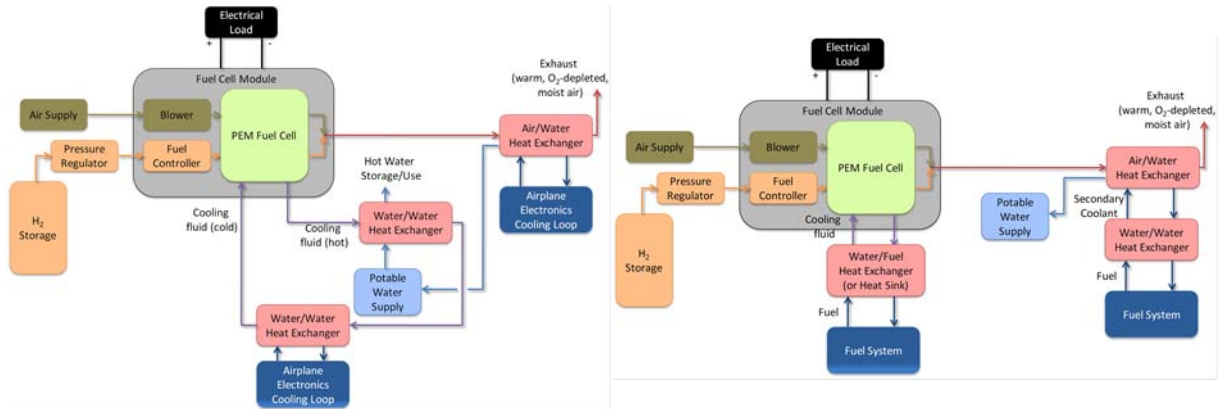 Electrical
Load
+
-
Fuel Cell Module
Air Supply
Blower
PEM Fuel Cell
Pressure
Regulator
Fuel
Controller
H2
Storage
Exhaust
(warm, O2-depleted,
moist air)
Air/Water
Heat Exchanger
Airplane
Electronics
Cooling Loop
Hot Water
Storage/Use
Cooling
fluid (cold)
Cooling
fluid (hot)
Water/Water
Heat Exchanger
Potable
Water
Supply
Water/Water
Heat Exchanger
Airplane
Electronics
Cooling Loop
Electrical
Load
+
-
Fuel Cell Module
Air Supply
Blower
PEM Fuel Cell
Pressure
Regulator
Fuel
Controller
H2
Storage
Exhaust
(warm, O2-depleted,
moist air)
Air/Water
Heat Exchanger
Potable
Water
Supply
Secondary
Coolant
Water/Water
Heat Exchanger
Fuel
Fuel System
Cooling
fluid
Water/Fuel
Heat Exchanger
(or Heat Sink)
Fuel
Fuel System